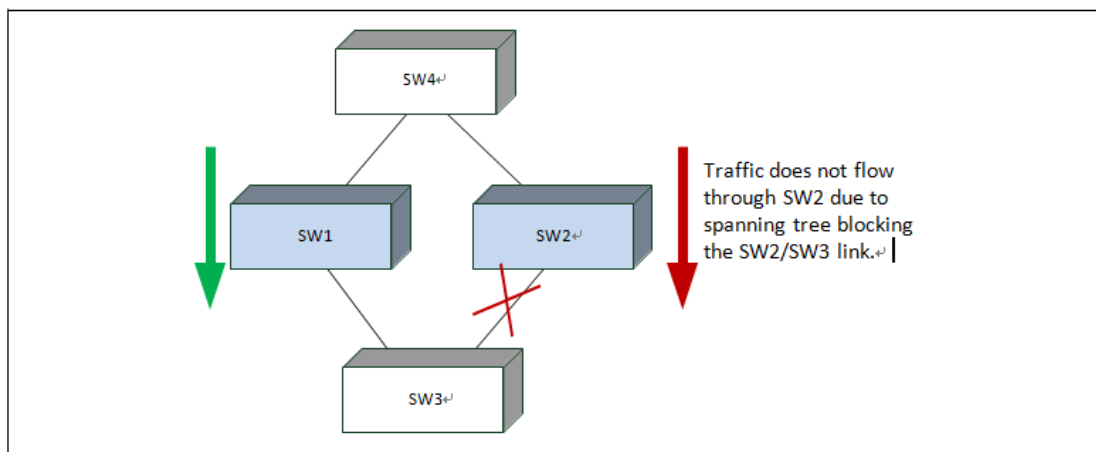 SW4↵
SW1
SW2↵
Traffic does not flow
through SW2 due to
spanning tree blocking
the SW2/SW3 link.↵
SW3↵